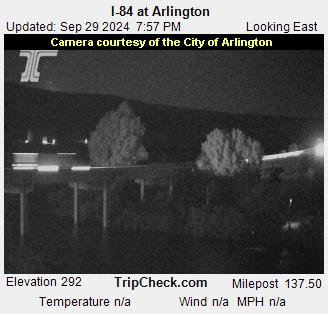 I-84 at Arlington
Updated: Sep 29 2024 7:57 PM Looking East
Camera courtesy of the City of Arlington
Elevation 292 TripCheck.com Milepost 137.50
Temperature n/a Wind n/a MPH n/a